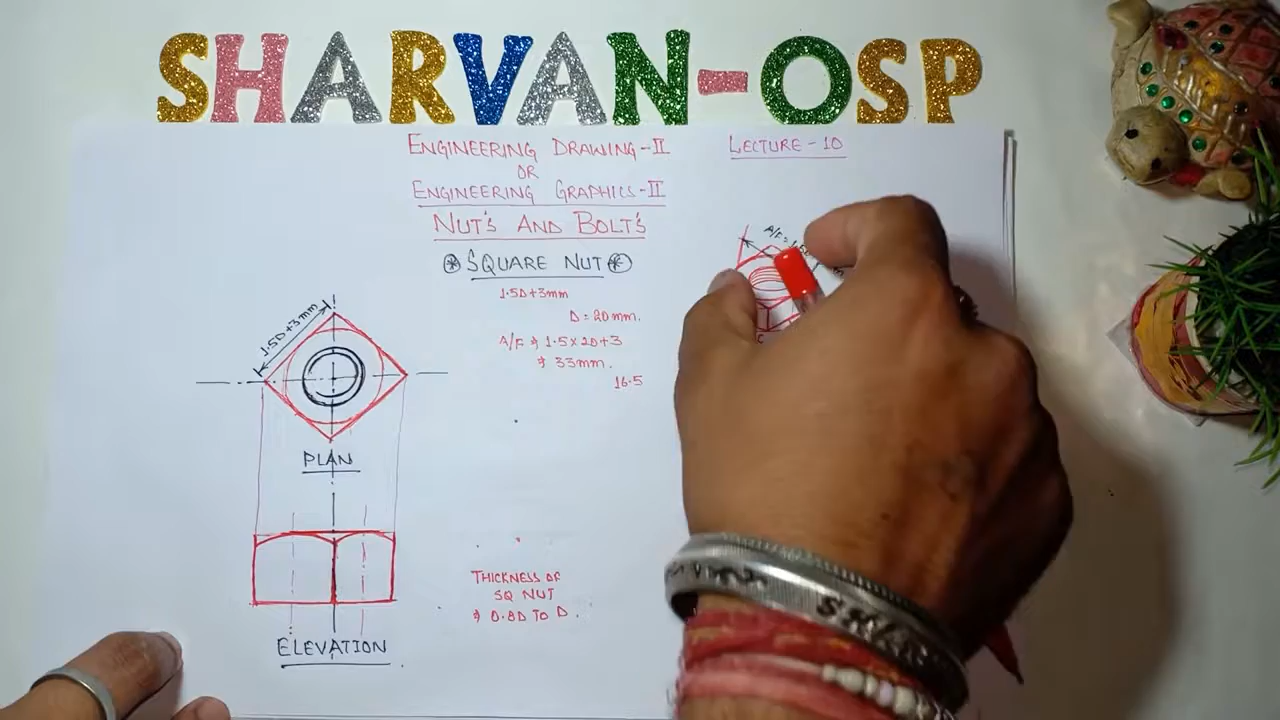 SHARVAN-OSP
ENGINEERING DRAWING-II
OR
ENGINEERING GRAPHICS-II
LECTURE-10
NUT'S AND BOLT'S
SQUARE NUT
1.5D+3mm
D = 20mm.
A/F ⇒ 1.5×20+3
⇒ 33mm.
16.5
1.5D+3mm
PLAN
A/F =
C
THICKNESS OF
SQ NUT
⇒ 0.8D TO D.
ELEVATION